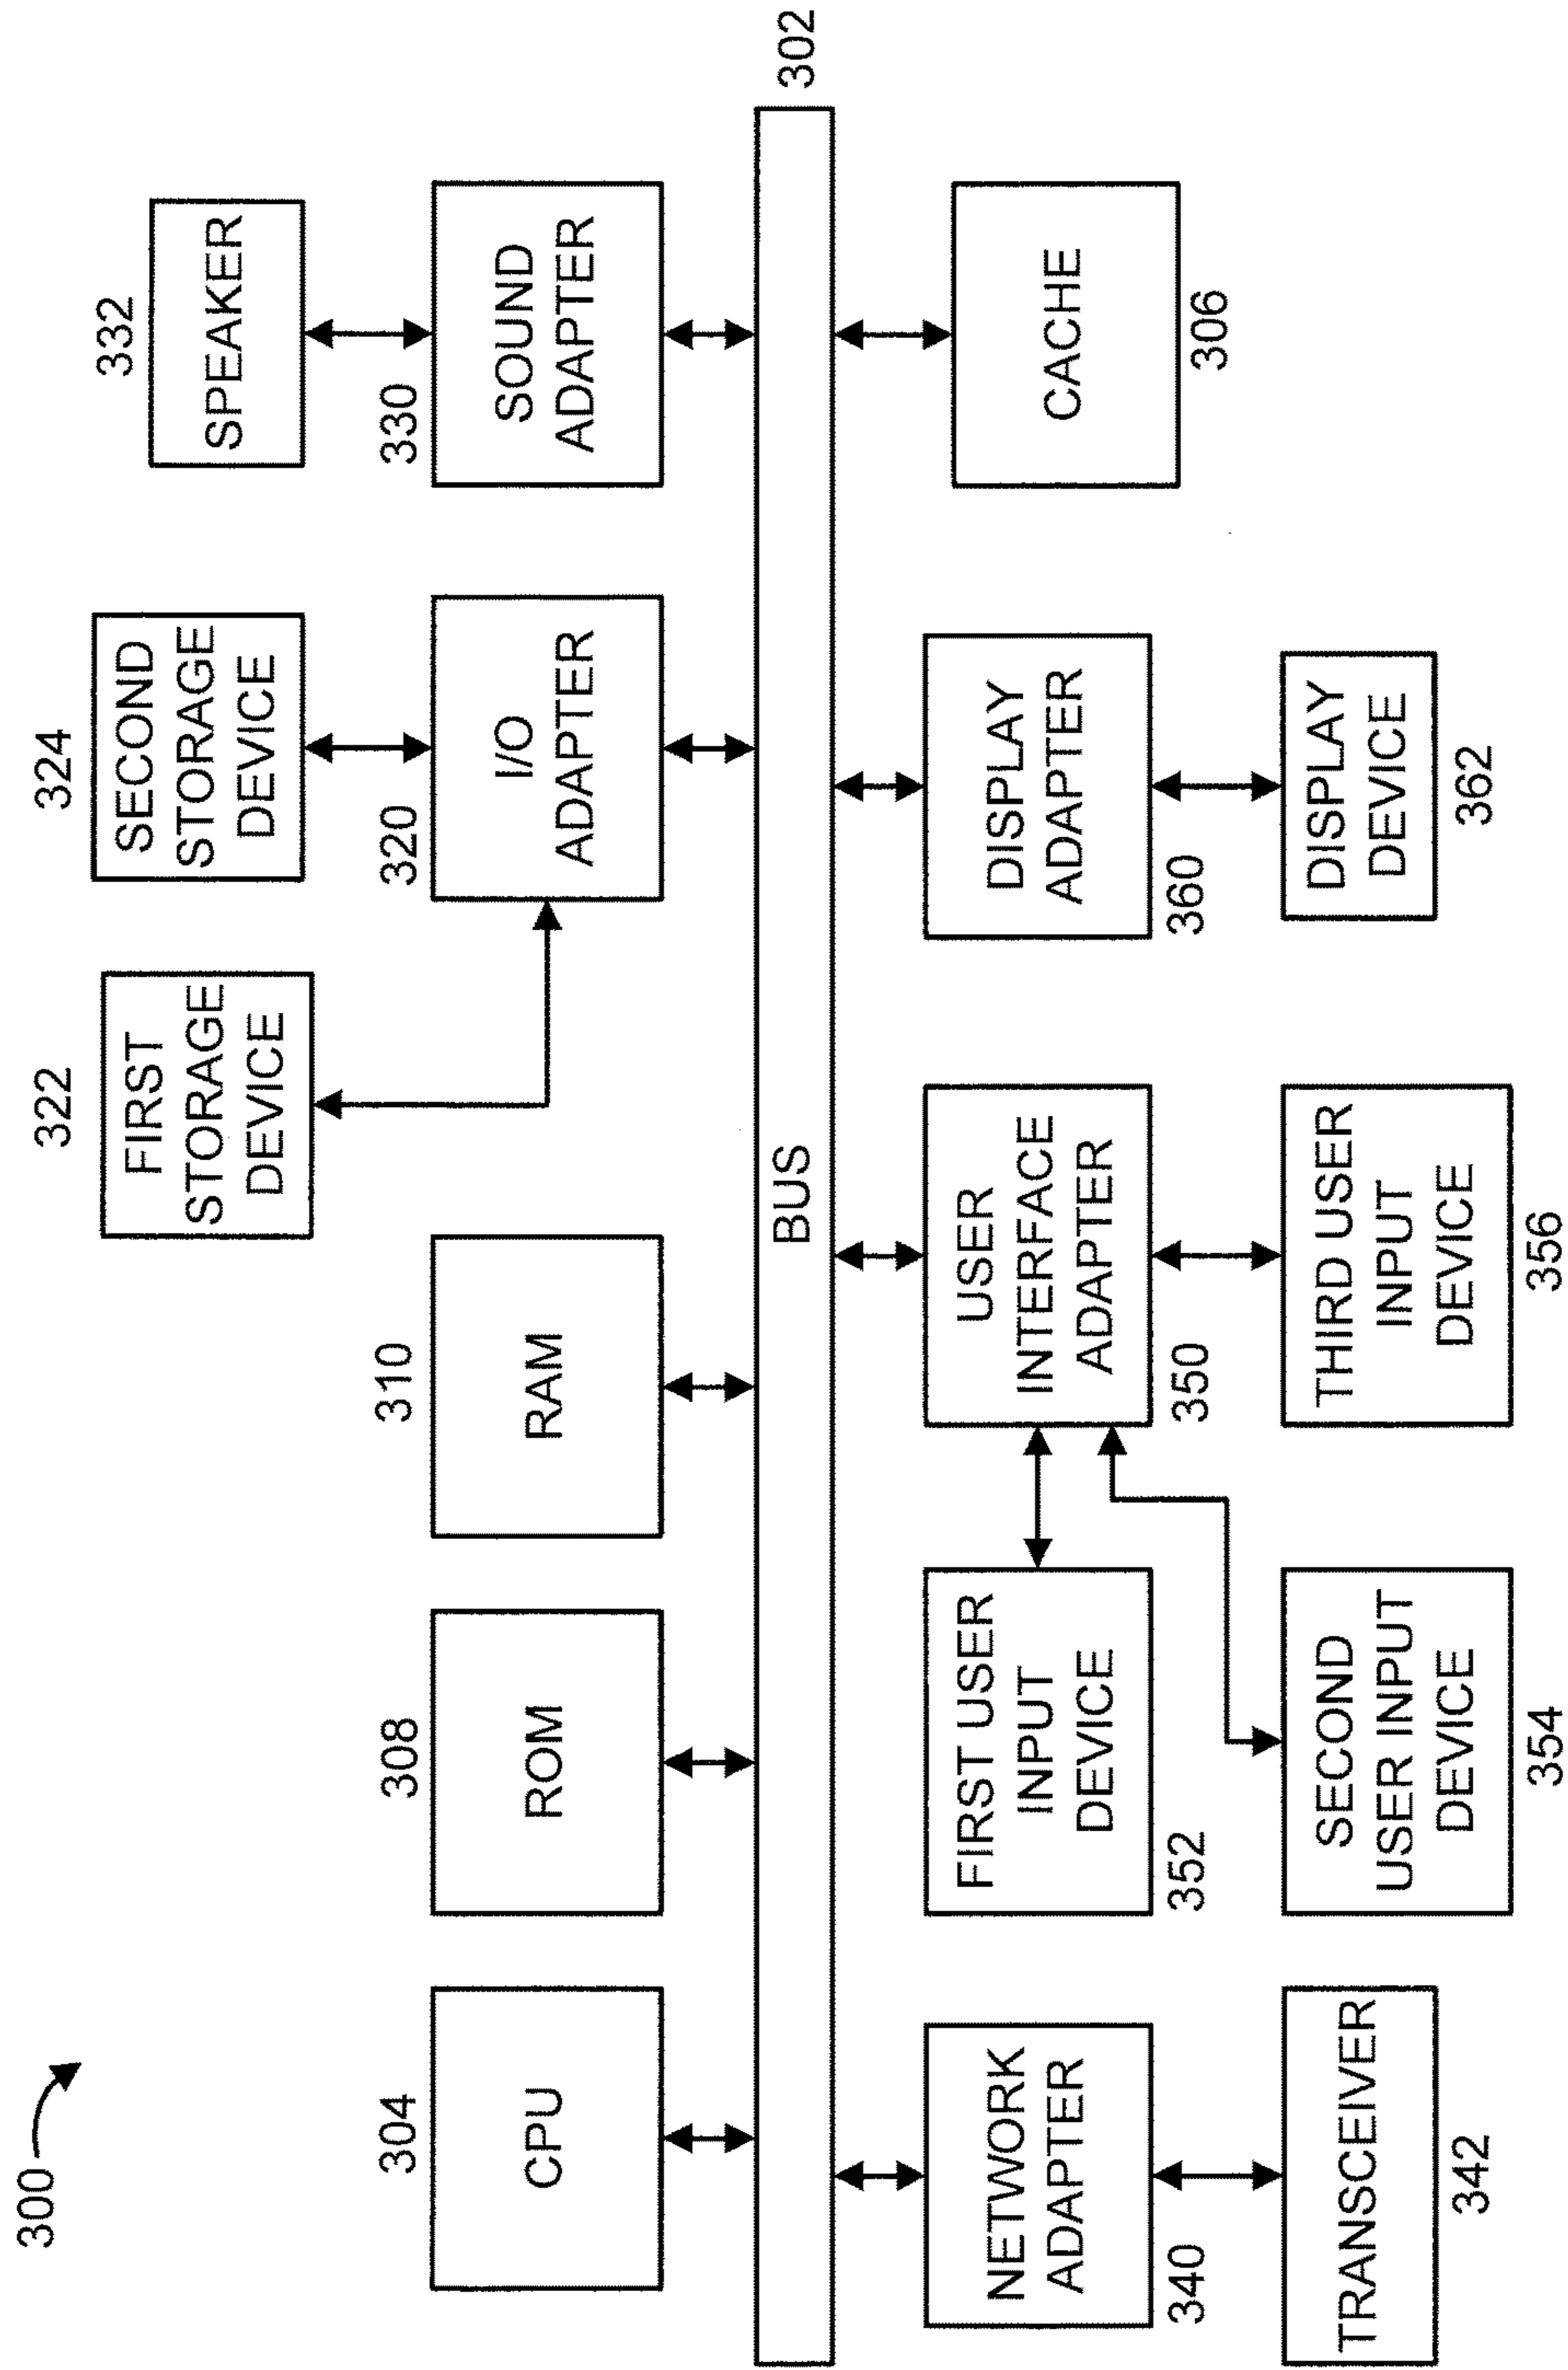 300
304
CPU
308
ROM
310
RAM
322
FIRST
STORAGE
DEVICE
324
SECOND
STORAGE
DEVICE
320
I/O
ADAPTER
332
SPEAKER
330
SOUND
ADAPTER
BUS
302
NETWORK
ADAPTER
340
TRANSCEIVER
342
FIRST USER
INPUT
DEVICE
352
SECOND
USER INPUT
DEVICE
354
USER
INTERFACE
ADAPTER
350
THIRD USER
INPUT
DEVICE
356
DISPLAY
ADAPTER
360
DISPLAY
DEVICE
362
CACHE
306